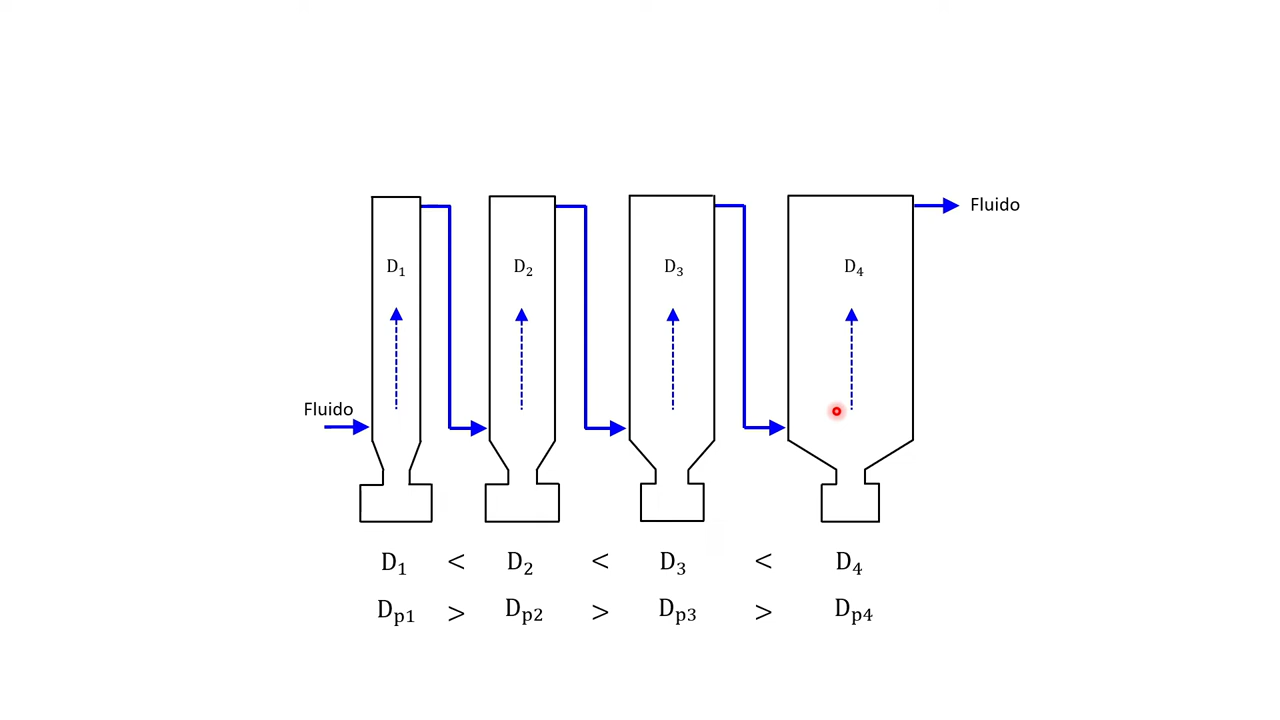 Fluido
D₁ D₂ D₃ D₄
Fluido
D₁ < D₂ < D₃ < D₄
Dₚ₁ > Dₚ₂ > Dₚ₃ > Dₚ₄